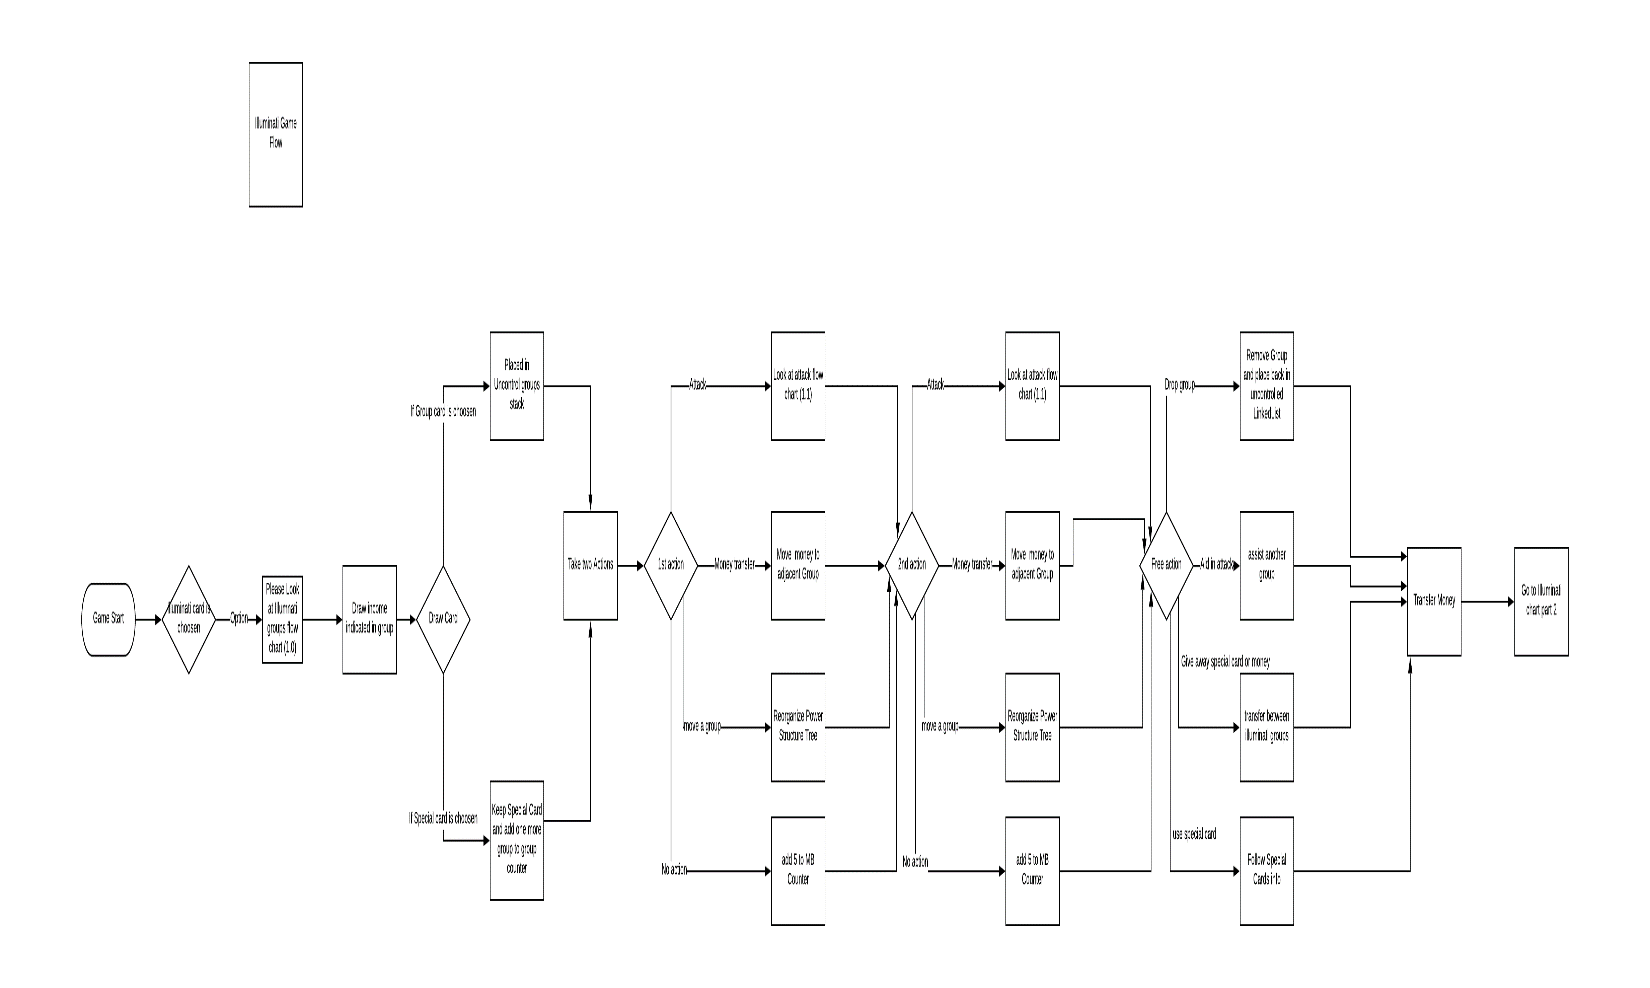 Illuminati Game
Flow
Game Start
Illuminati card is
choosen
Option
Please Look
at Illumnati
groups flow
chart (1.0)
Draw income
indicated in group
Draw Card
If Group card is choosen
Placed in
Uncontrol groups
stack
If Special card is choosen
Keep Special Card
and add one more
group to group
counter
Take two Actions
1st action
Attack
Look at attack flow
chart (1.1)
Money transfer
Move money to
adjacent Group
move a group
Reorganize Power
Structure Tree
No action
add 5 to MB
Counter
2nd action
Attack
Look at attack flow
chart (1.1)
Money transfer
Move money to
adjacent Group
move a group
Reorganize Power
Structure Tree
No action
add 5 to MB
Counter
Free action
Drop group
Remove Group
and place back in
uncontrolled
LinkedList
Aid in attack
assist another
group
Give away special card or money
transfer between
illuminati groups
use special card
Follow Special
Cards info
Transfer Money
Go to Illuminati
chart part 2